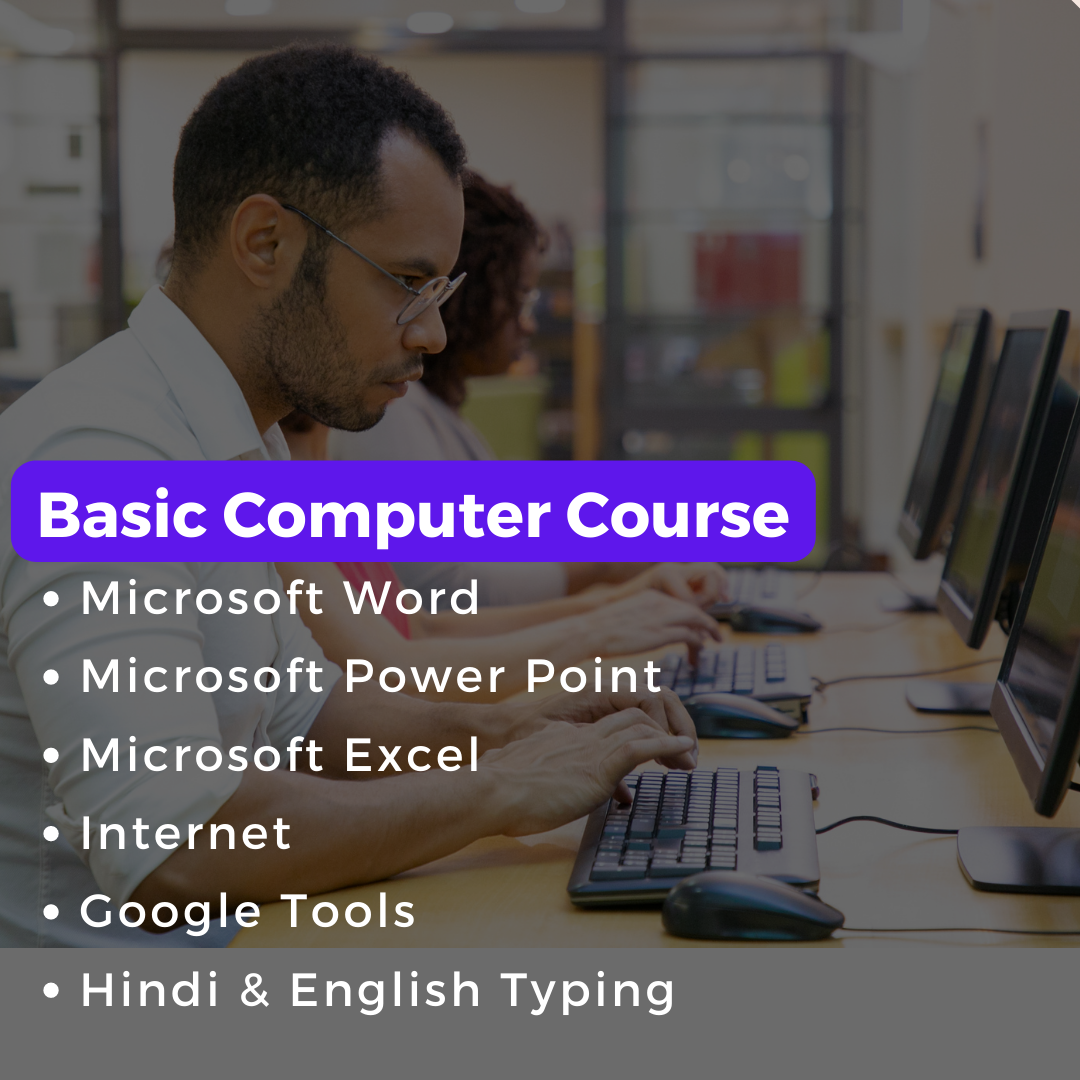 Basic Computer Course
• Microsoft Word
• Microsoft Power Point
• Microsoft Excel
• Internet
• Google Tools
• Hindi & English Typing